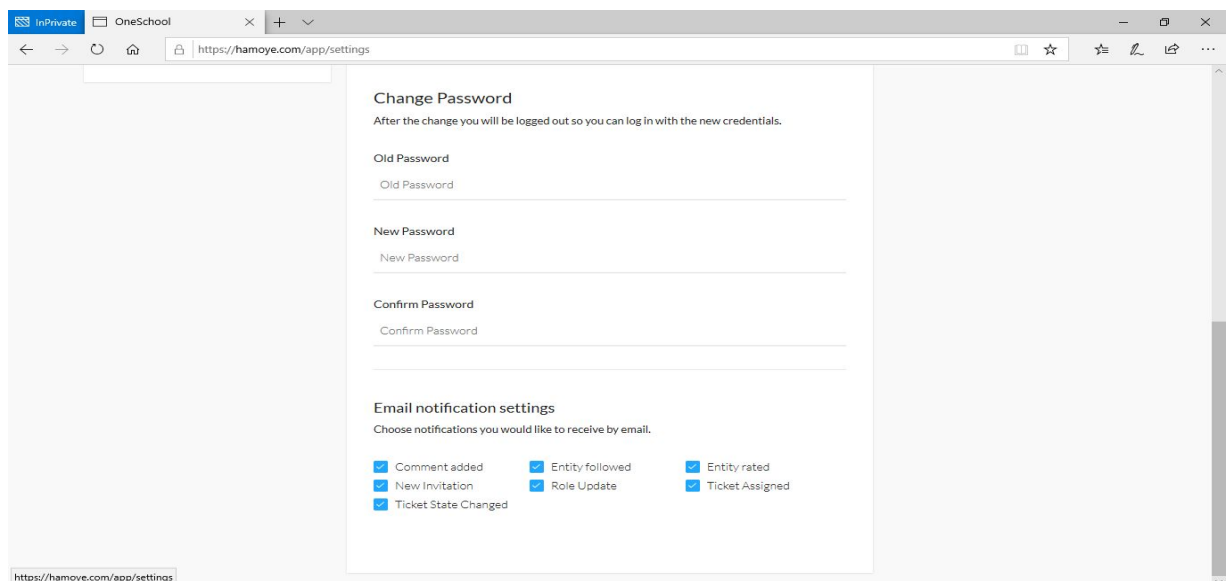 InPrivate
OneSchool
https://hamoye.com/app/settings
Change Password
After the change you will be logged out so you can log in with the new credentials.
Old Password
Old Password
New Password
New Password
Confirm Password
Confirm Password
Email notification settings
Choose notifications you would like to receive by email.
Comment added Entity followed Entity rated
New Invitation Role Update Ticket Assigned
Ticket State Changed
https://hamoye.com/app/settings